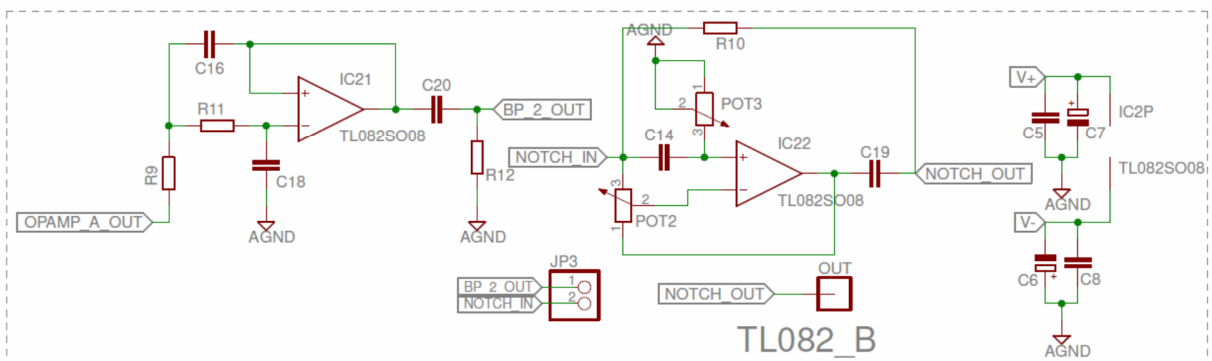 C16
IC21
+
−
TL082SO08
R11
R9
C18
AGND
OPAMP_A_OUT
C20
BP_2_OUT
R12
AGND
AGND
R10
1
2
POT3
3
C14
NOTCH_IN
IC22
+
−
TL082SO08
3
2
POT2
1
C19
NOTCH_OUT
V+
+
C5
C7
IC2P
TL082SO08
AGND
V-
C6
+
C8
AGND
JP3
BP_2_OUT
1
NOTCH_IN
2
NOTCH_OUT
OUT
TL082_B